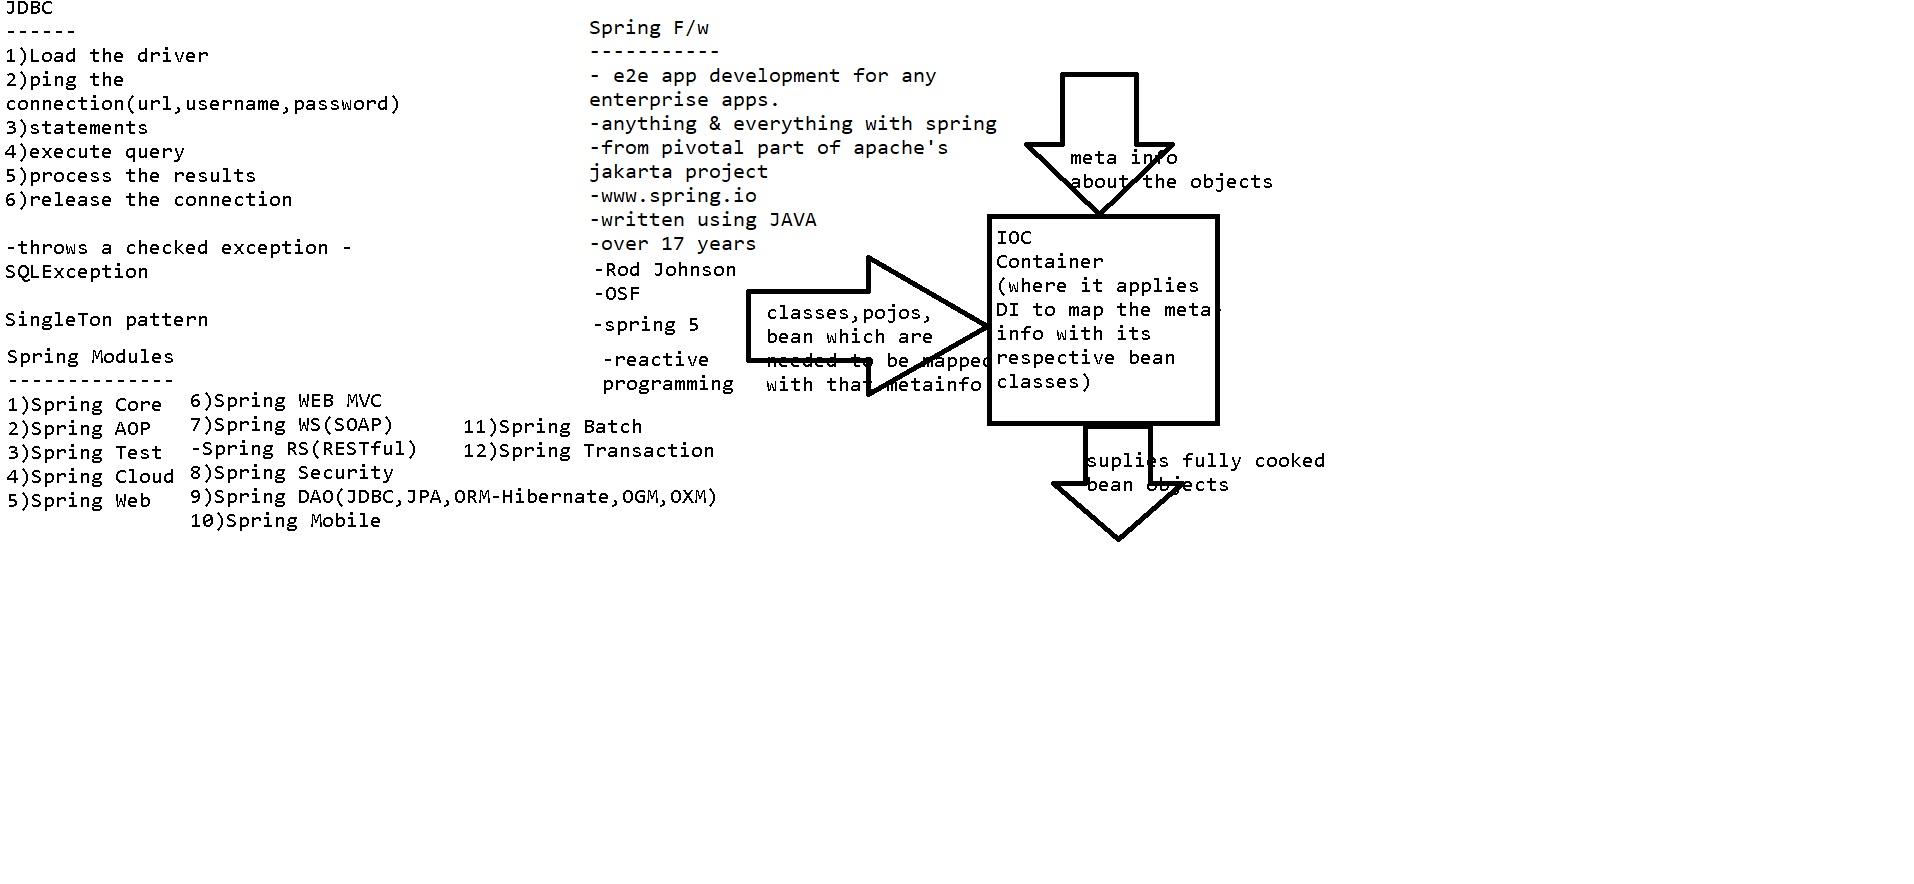 JDBC
------
1)Load the driver
2)ping the
connection(url,username,password)
3)statements
4)execute query
5)process the results
6)release the connection
-throws a checked exception -
SQLException
SingleTon pattern
Spring Modules
--------------
1)Spring Core
2)Spring AOP
3)Spring Test
4)Spring Cloud
5)Spring Web
6)Spring WEB MVC
7)Spring WS(SOAP)
-Spring RS(RESTful)
8)Spring Security
9)Spring DAO(JDBC,JPA,ORM-Hibernate,OGM,OXM)
10)Spring Mobile
11)Spring Batch
12)Spring Transaction
Spring F/w
-----------
- e2e app development for any
enterprise apps.
-anything & everything with spring
-from pivotal part of apache's
jakarta project
-www.spring.io
-written using JAVA
-over 17 years
-Rod Johnson
-OSF
-spring 5
-reactive
programming
classes,pojos,
bean which are
needed to be mapped
with that metainfo
meta info
about the objects
IOC
Container
(where it applies
DI to map the meta-
info with its
respective bean
classes)
suplies fully cooked
bean objects